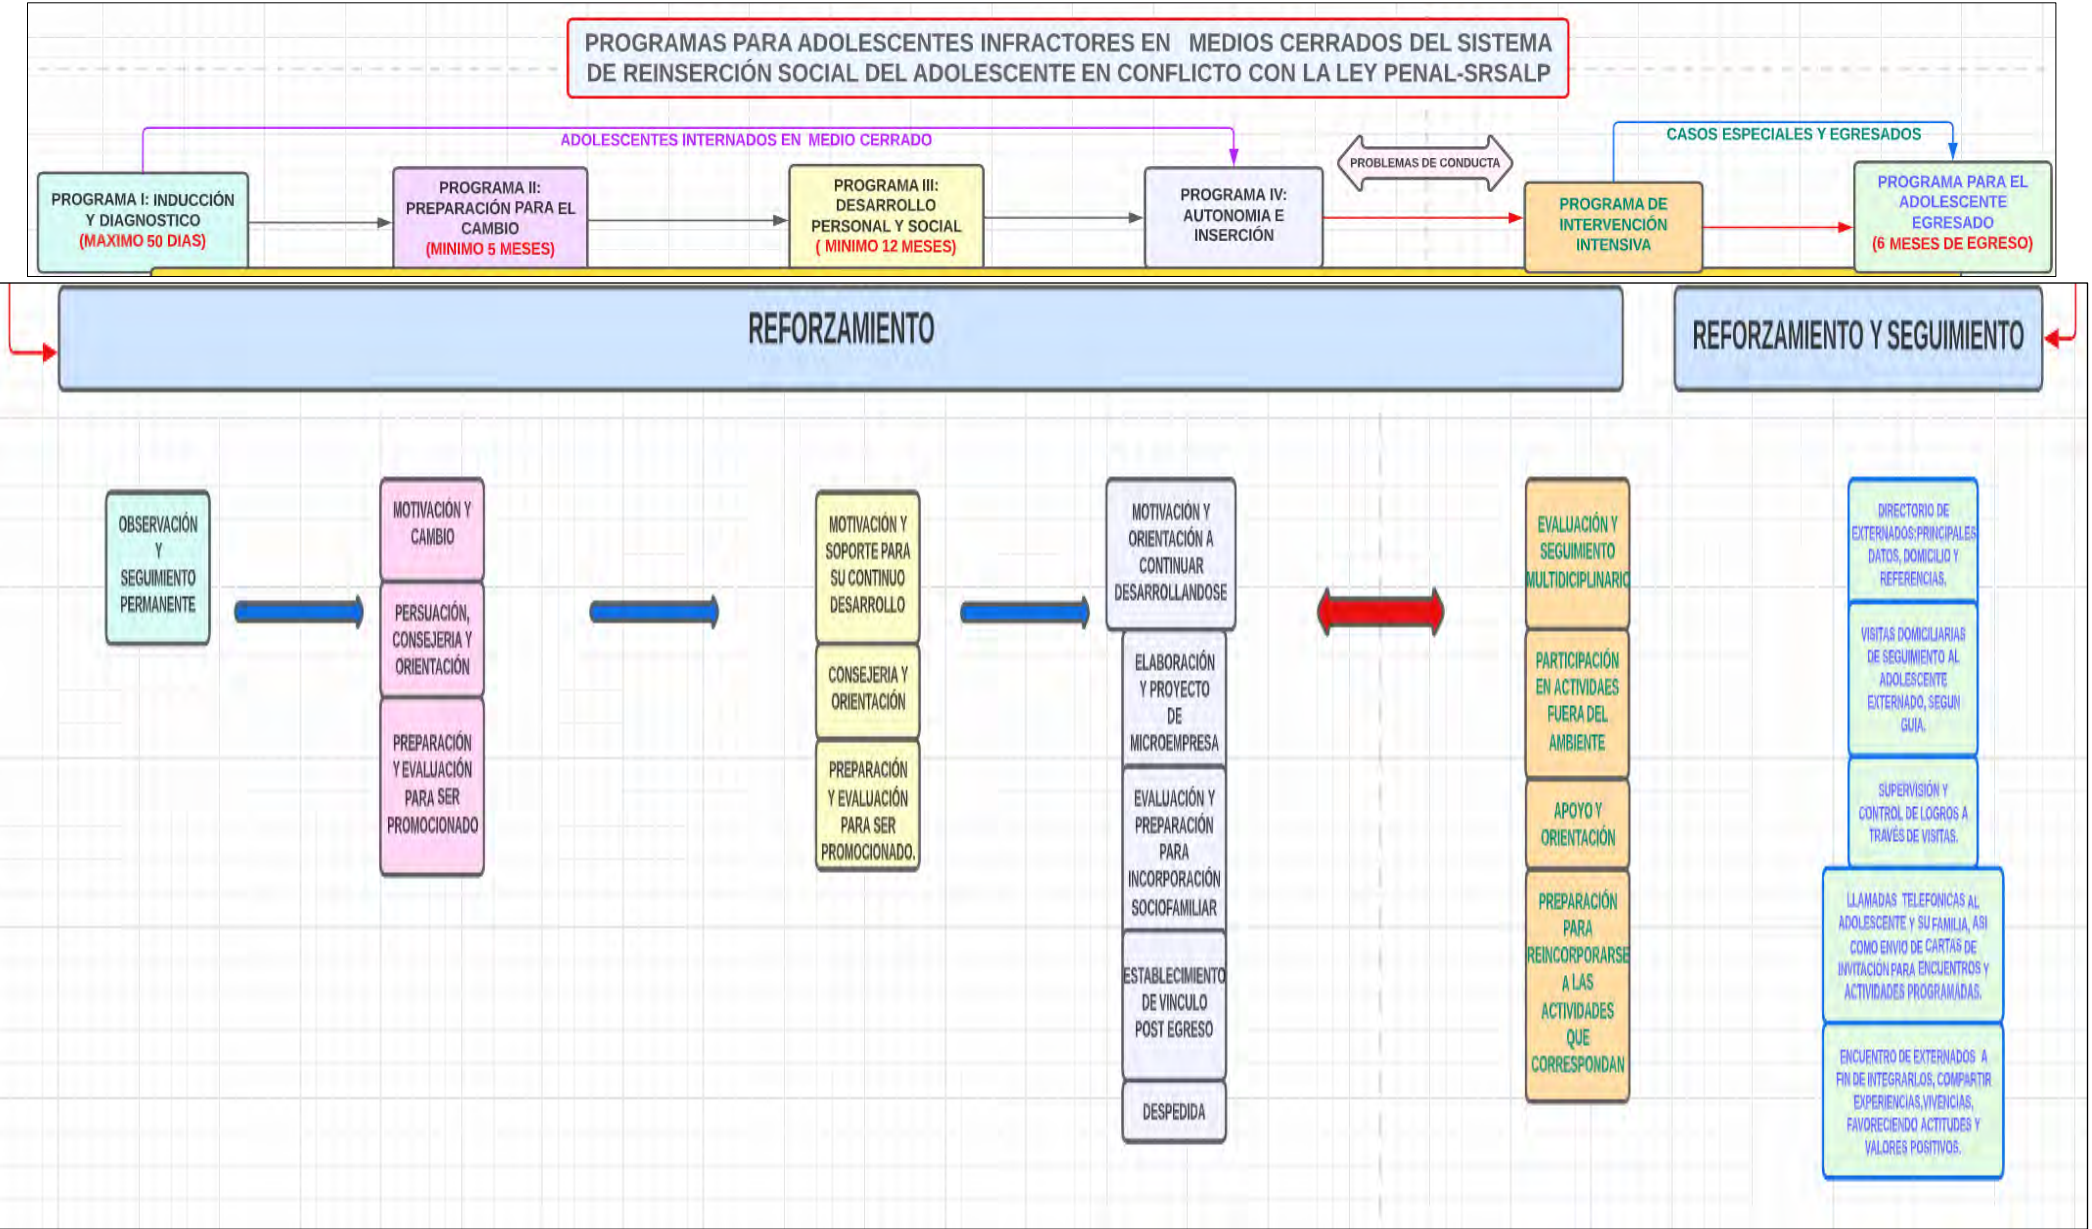 PROGRAMAS PARA ADOLESCENTES INFRACTORES EN MEDIOS CERRADOS DEL SISTEMA
DE REINSERCIÓN SOCIAL DEL ADOLESCENTE EN CONFLICTO CON LA LEY PENAL-SRSALP
ADOLESCENTES INTERNADOS EN MEDIO CERRADO
PROBLEMAS DE CONDUCTA
CASOS ESPECIALES Y EGRESADOS
PROGRAMA I: INDUCCIÓN
Y DIAGNOSTICO
(MAXIMO 50 DIAS)
PROGRAMA II:
PREPARACIÓN PARA EL
CAMBIO
(MINIMO 5 MESES)
PROGRAMA III:
DESARROLLO
PERSONAL Y SOCIAL
( MINIMO 12 MESES)
PROGRAMA IV:
AUTONOMIA E
INSERCIÓN
PROGRAMA DE
INTERVENCIÓN
INTENSIVA
PROGRAMA PARA EL
ADOLESCENTE
EGRESADO
(6 MESES DE EGRESO)
REFORZAMIENTO
REFORZAMIENTO Y SEGUIMIENTO
OBSERVACIÓN
Y
SEGUIMIENTO
PERMANENTE
MOTIVACIÓN Y
CAMBIO
PERSUACIÓN,
CONSEJERIA Y
ORIENTACIÓN
PREPARACIÓN
Y EVALUACIÓN
PARA SER
PROMOCIONADO
MOTIVACIÓN Y
SOPORTE PARA
SU CONTINUO
DESARROLLO
CONSEJERIA Y
ORIENTACIÓN
PREPARACIÓN
Y EVALUACIÓN
PARA SER
PROMOCIONADO.
MOTIVACIÓN Y
ORIENTACIÓN A
CONTINUAR
DESARROLLANDOSE
ELABORACIÓN
Y PROYECTO
DE
MICROEMPRESA
EVALUACIÓN Y
PREPARACIÓN
PARA
INCORPORACIÓN
SOCIOFAMILIAR
ESTABLECIMIENTO
DE VINCULO
POST EGRESO
DESPEDIDA
EVALUACIÓN Y
SEGUIMIENTO
MULTIDICIPLINARIO
PARTICIPACIÓN
EN ACTIVIDAES
FUERA DEL
AMBIENTE
APOYO Y
ORIENTACIÓN
PREPARACIÓN
PARA
REINCORPORARSE
A LAS
ACTIVIDADES
QUE
CORRESPONDAN
DIRECTORIO DE
EXTERNADOS:PRINCIPALES
DATOS, DOMICILIO Y
REFERENCIAS.
VISITAS DOMICILIARIAS
DE SEGUIMIENTO AL
ADOLESCENTE
EXTERNADO, SEGUN
GUIA.
SUPERVISIÓN Y
CONTROL DE LOGROS A
TRAVÉS DE VISITAS.
LLAMADAS TELEFONICAS AL
ADOLESCENTE Y SU FAMILIA, ASI
COMO ENVIO DE CARTAS DE
INVITACIÓN PARA ENCUENTROS Y
ACTIVIDADES PROGRAMADAS.
ENCUENTRO DE EXTERNADOS A
FIN DE INTEGRARLOS, COMPARTIR
EXPERIENCIAS,VIVENCIAS,
FAVORECIENDO ACTITUDES Y
VALORES POSITIVOS.